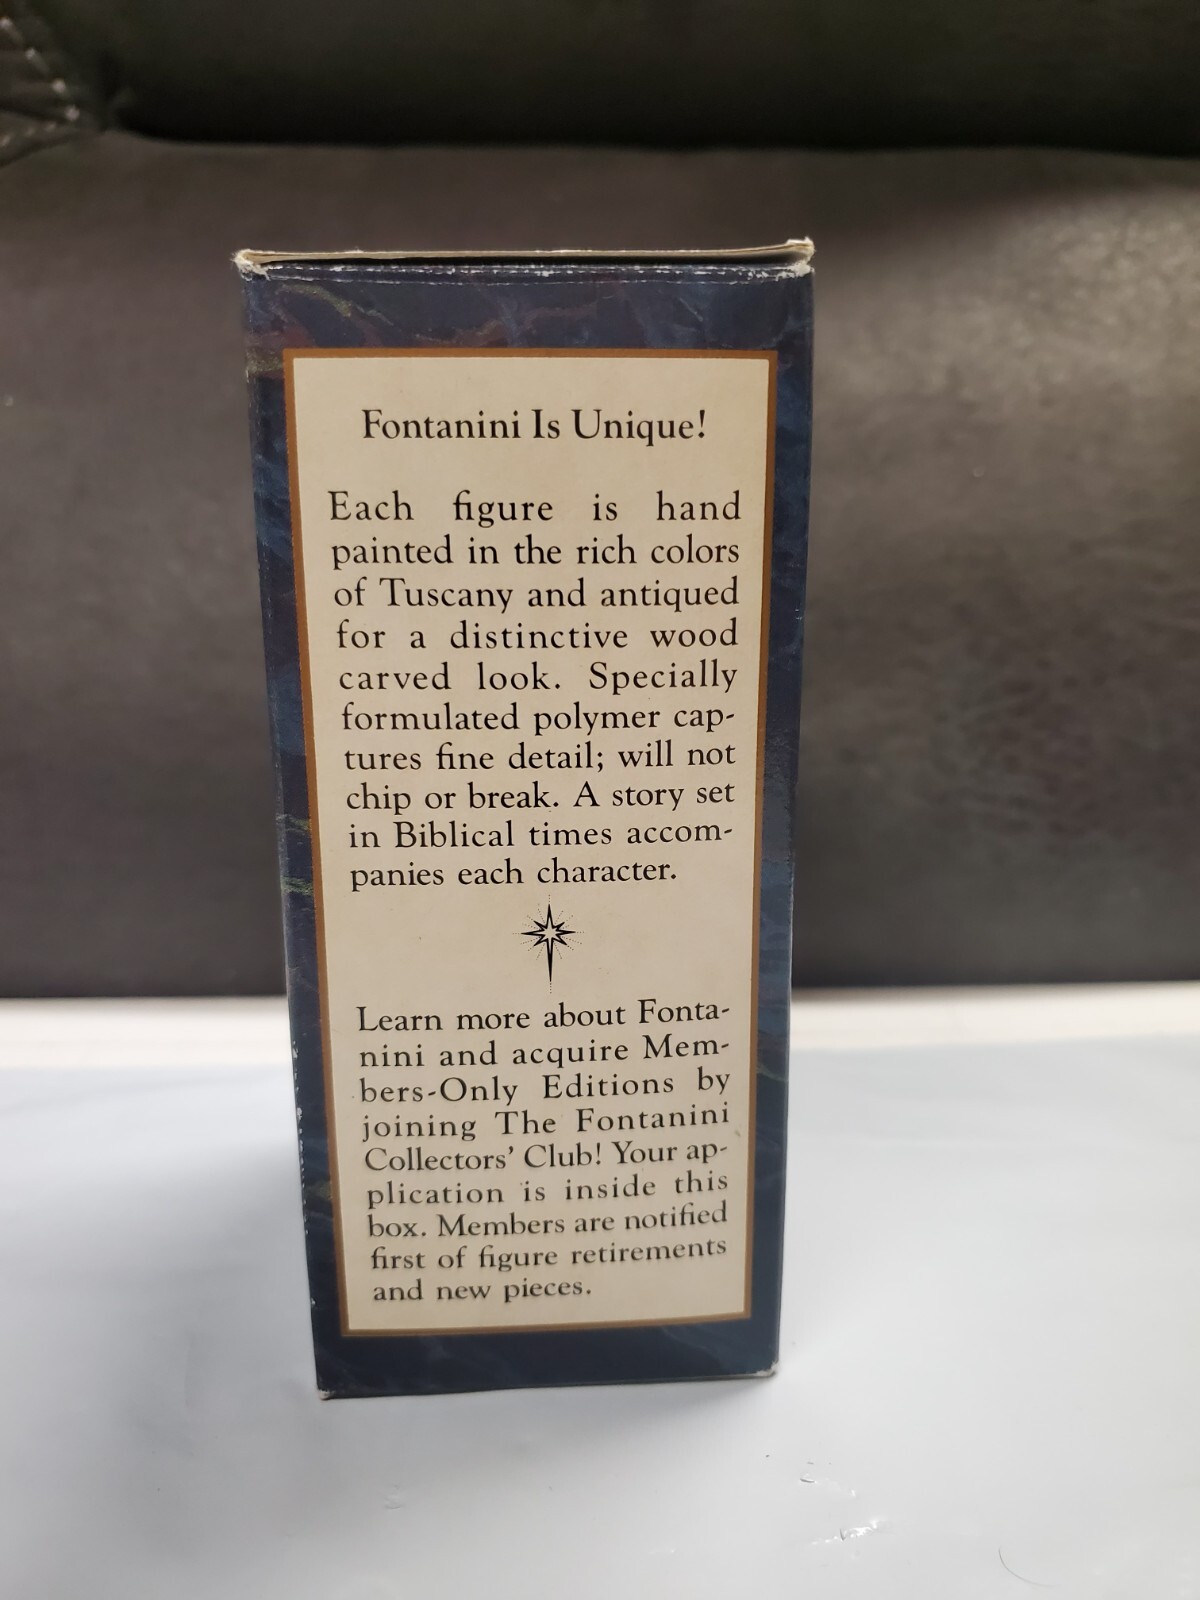 Fontanini Is Unique!
Each figure is hand
painted in the rich colors
of Tuscany and antiqued
for a distinctive wood
carved look. Specially
formulated polymer cap-
tures fine detail; will not
chip or break. A story set
in Biblical times accom-
panies each character.
Learn more about Fonta-
nini and acquire Mem-
bers-Only Editions by
joining The Fontanini
Collectors' Club! Your ap-
plication is inside this
box. Members are notified
first of figure retirements
and new pieces.